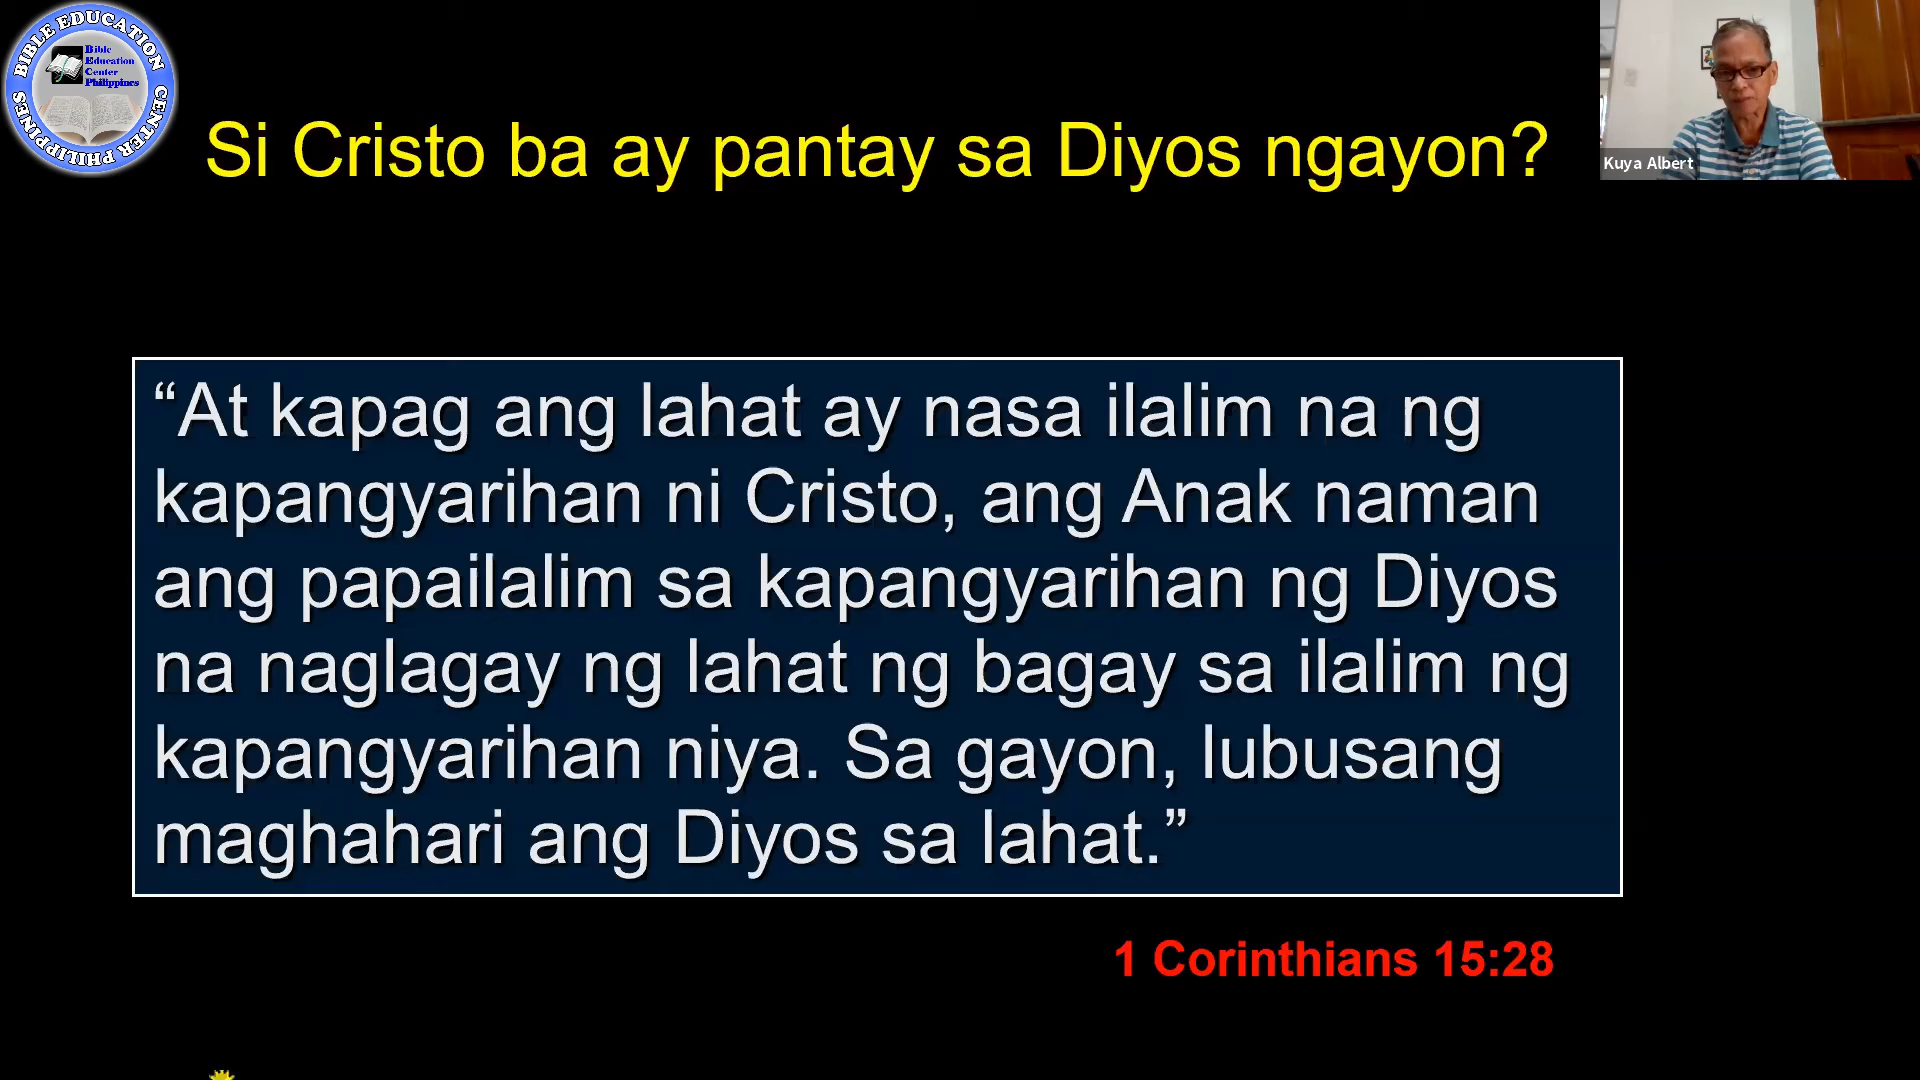 BIBLE EDUCATION CENTER PHILIPPINES
Bible
Education
Center
Philippines
Si Cristo ba ay pantay sa Diyos ngayon?
Kuya Albert
“At kapag ang lahat ay nasa ilalim na ng
kapangyarihan ni Cristo, ang Anak naman
ang papailalim sa kapangyarihan ng Diyos
na naglagay ng lahat ng bagay sa ilalim ng
kapangyarihan niya. Sa gayon, lubusang
maghahari ang Diyos sa lahat.”
1 Corinthians 15:28